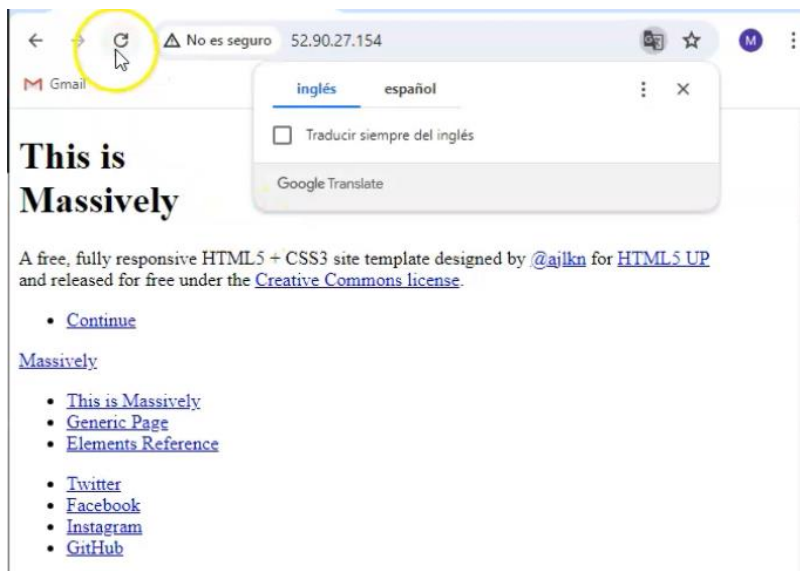 No es seguro 52.90.27.154 M
Gmail
inglés español
Traducir siempre del inglés
Google Translate
This is
Massively
A free, fully responsive HTML5 + CSS3 site template designed by @ajlkn for HTML5 UP
and released for free under the Creative Commons license.
Continue
Massively
This is Massively
Generic Page
Elements Reference
Twitter
Facebook
Instagram
GitHub